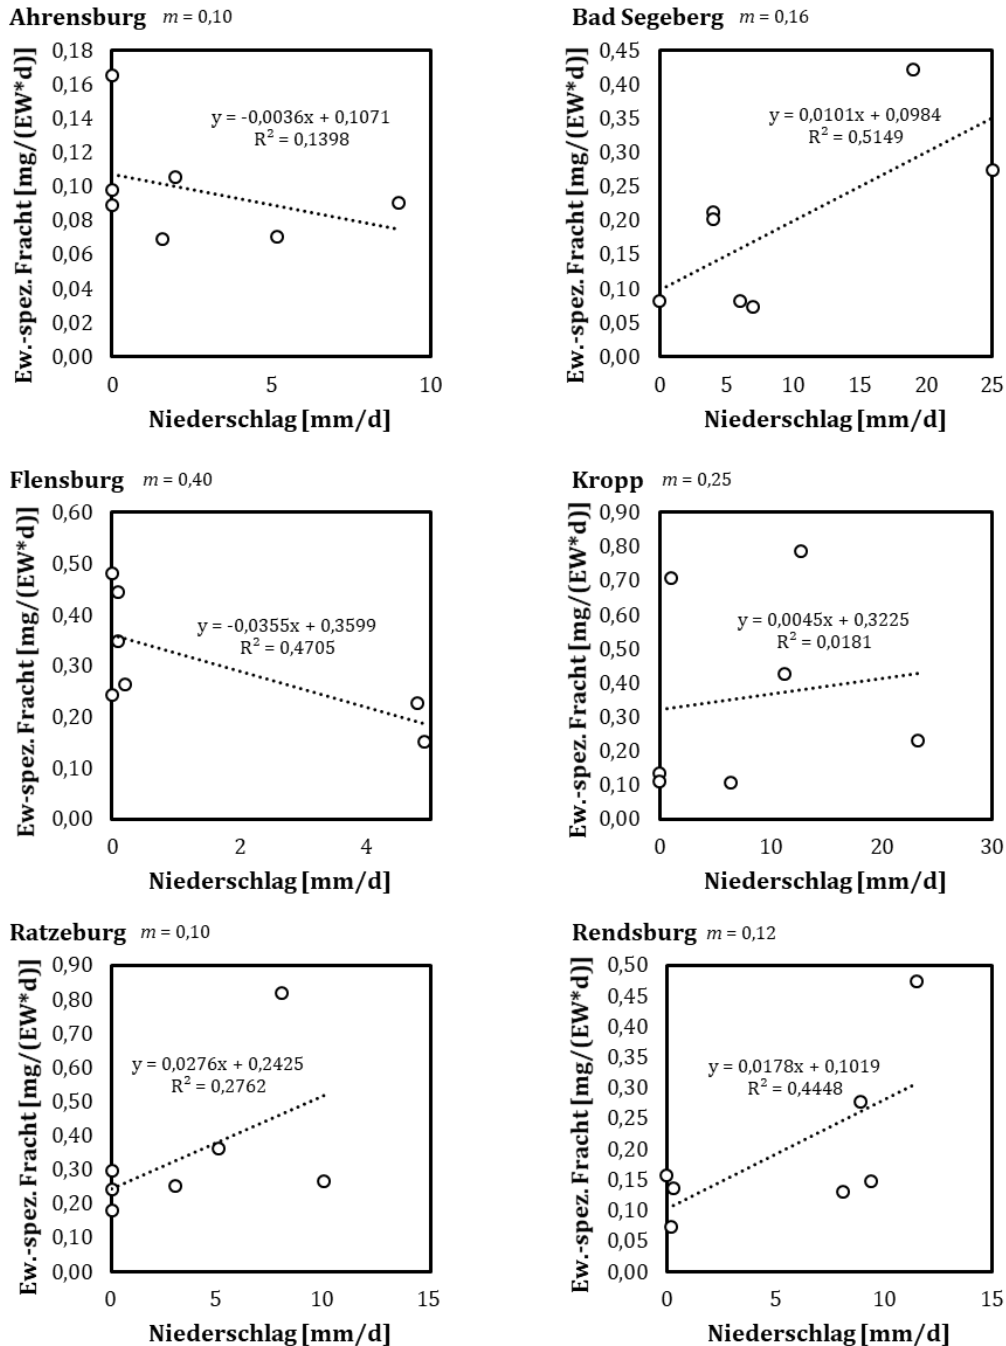 Ahrensburg m = 0,10
Ew.-spez.Fracht [mg/(EW*d)]
0,18
0,16
0,14
0,12
0,10
0,08
0,06
0,04
0,02
0,00
y = -0,0036x + 0,1071
R² = 0,1398
0 5 10
Niederschlag [mm/d]
Bad Segeberg m = 0,16
Ew.-spez.Fracht [mg/(EW*d)]
0,45
0,40
0,35
0,30
0,25
0,20
0,15
0,10
0,05
0,00
y = 0,0101x + 0,0984
R² = 0,5149
0 5 10 15 20 25
Niederschlag [mm/d]
Flensburg m = 0,40
Ew-spez.Fracht [mg/(EW*d)]
0,60
0,50
0,40
0,30
0,20
0,10
0,00
y = -0,0355x + 0,3599
R² = 0,4705
0 2 4
Niederschlag [mm/d]
Kropp m = 0,25
Ew.-spez.Fracht [mg/(EW*d)]
0,90
0,80
0,70
0,60
0,50
0,40
0,30
0,20
0,10
0,00
y = 0,0045x + 0,3225
R² = 0,0181
0 10 20 30
Niederschlag [mm/d]
Ratzeburg m = 0,10
Ew.-spez.Fracht [mg/(EW*d)]
0,90
0,80
0,70
0,60
0,50
0,40
0,30
0,20
0,10
0,00
y = 0,0276x + 0,2425
R² = 0,2762
0 5 10 15
Niederschlag [mm/d]
Rendsburg m = 0,12
Ew.-spez.Fracht [mg/(EW*d)]
0,50
0,45
0,40
0,35
0,30
0,25
0,20
0,15
0,10
0,05
0,00
y = 0,0178x + 0,1019
R² = 0,4448
0 5 10 15
Niederschlag [mm/d]